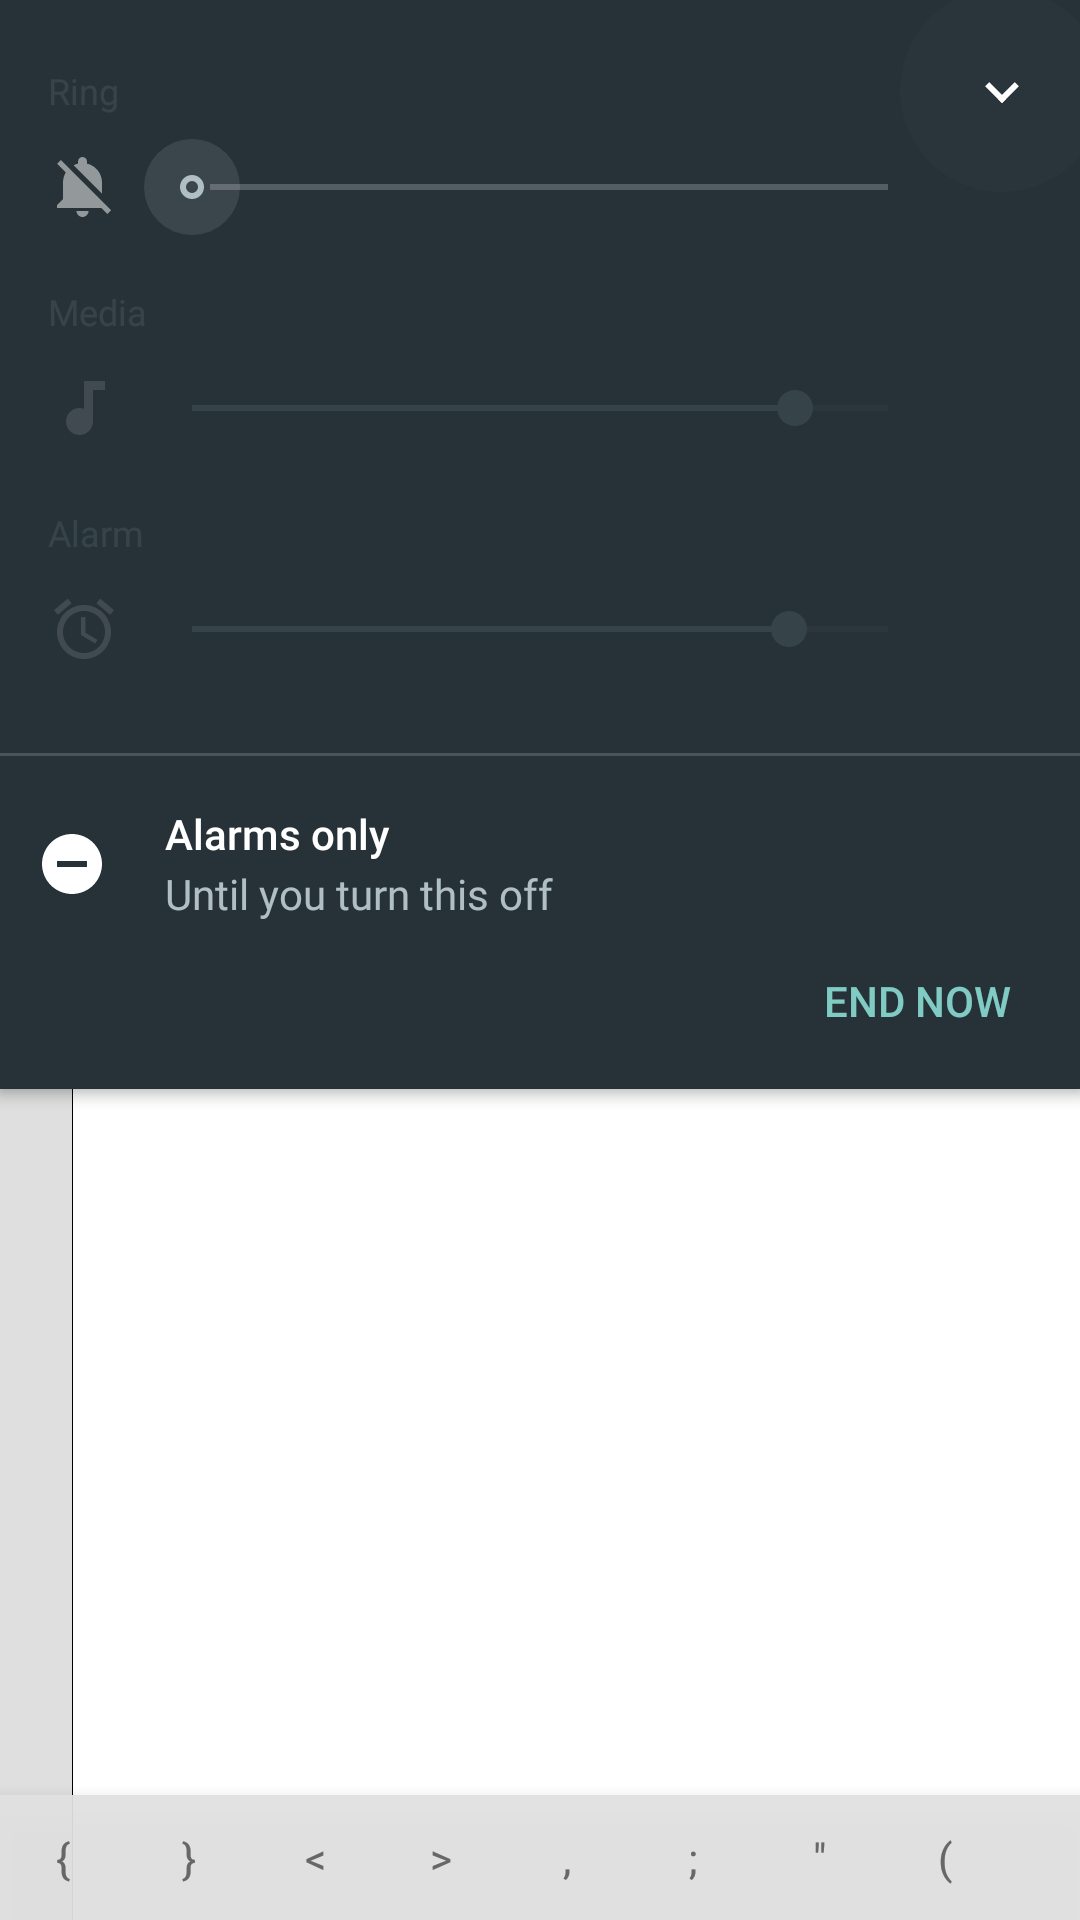 Ring
Media
Alarm
Alarms only
Until you turn this off
END NOW
{ } < > , ; " (